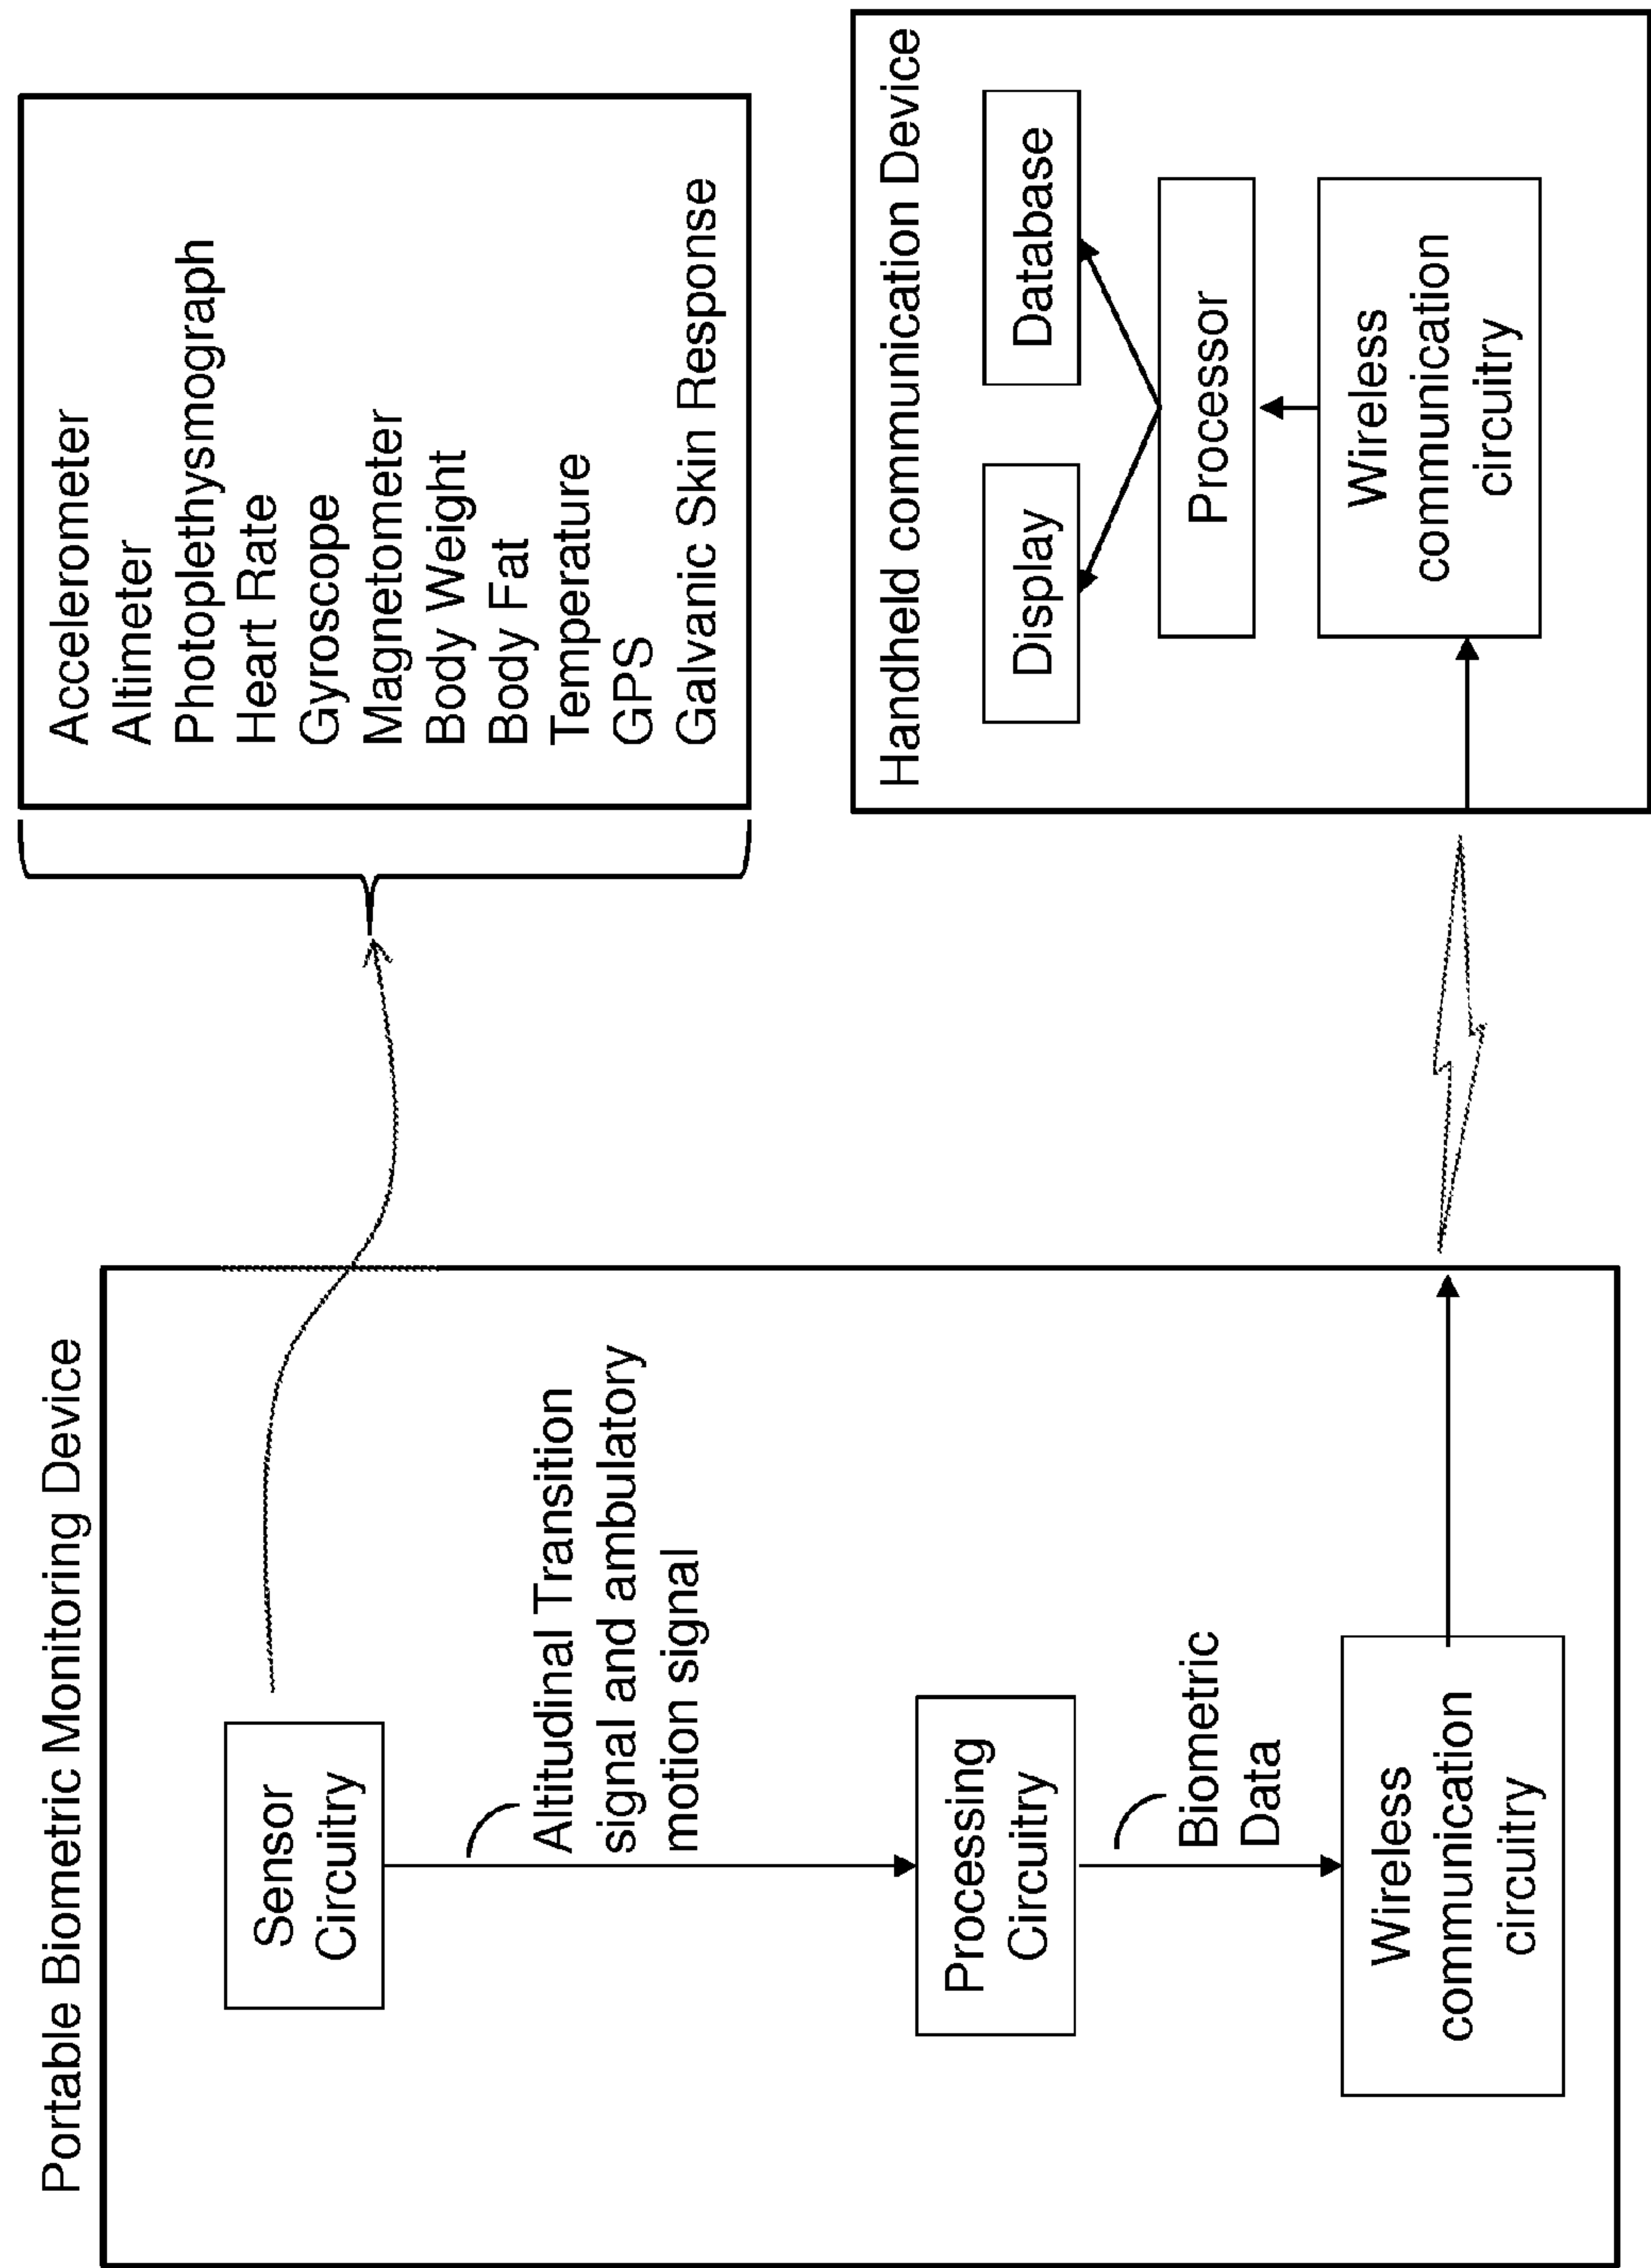 Portable Biometric Monitoring Device
Sensor
Circuitry
Altitudinal Transition
signal and ambulatory
motion signal
Processing
Circuitry
Biometric
Data
Wireless
communication
circuitry
Accelerometer
Altimeter
Photoplethysmograph
Heart Rate
Gyroscope
Magnetometer
Body Weight
Body Fat
Temperature
GPS
Galvanic Skin Response
Handheld communication Device
Display
Database
Processor
Wireless
communication
circuitry